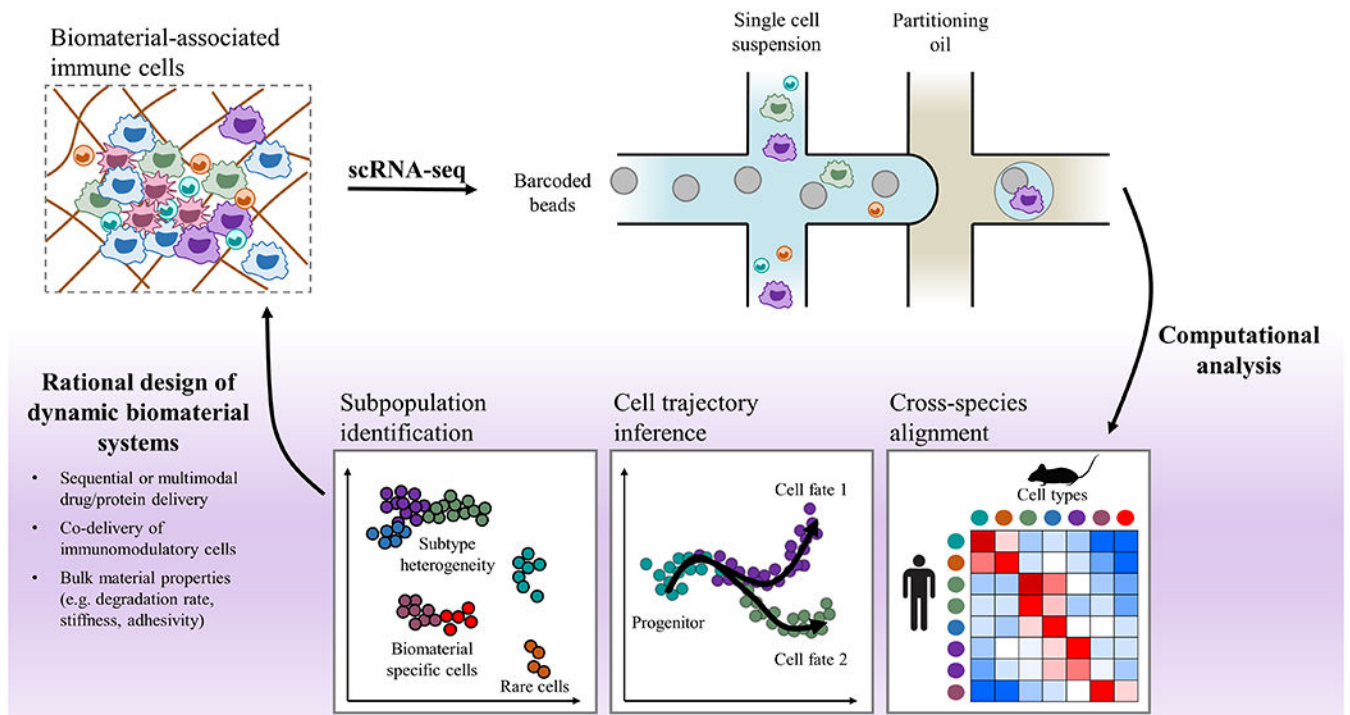 Biomaterial-associated
immune cells
scRNA-seq
Single cell
suspension
Partitioning
oil
Barcoded
beads
Computational
analysis
Rational design of
dynamic biomaterial
systems
• Sequential or multimodal
drug/protein delivery
• Co-delivery of
immunomodulatory cells
• Bulk material properties
(e.g. degradation rate,
stiffness, adhesivity)
Subpopulation
identification
Subtype
heterogeneity
Biomaterial
specific cells
Rare cells
Cell trajectory
inference
Cell fate 1
Progenitor
Cell fate 2
Cross-species
alignment
Cell types